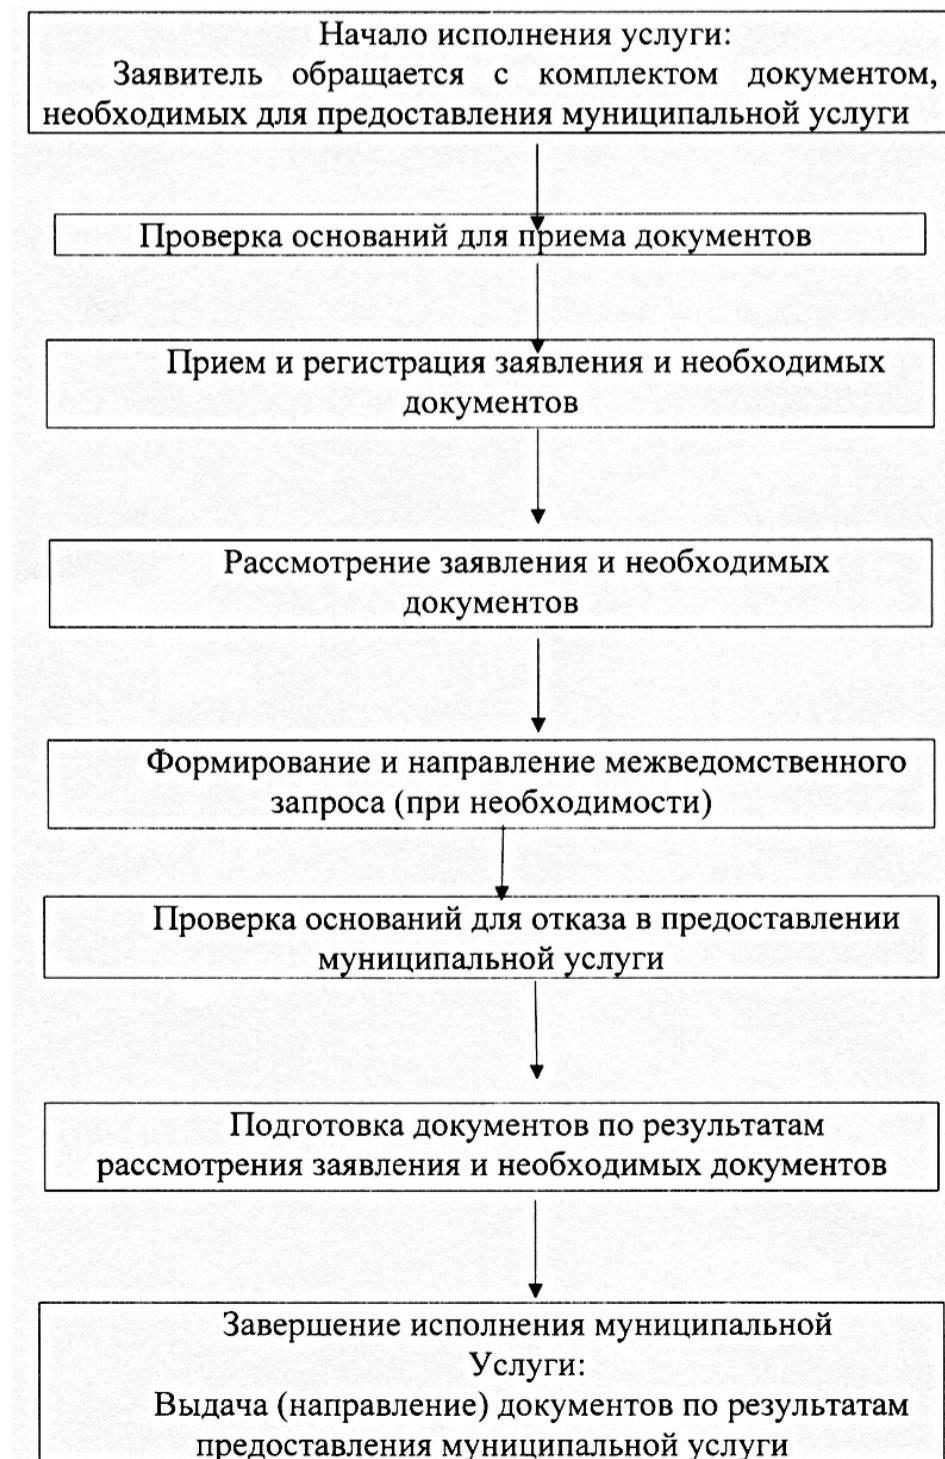 Начало исполнения услуги:
Заявитель обращается с комплектом документом,
необходимых для предоставления муниципальной услуги
Проверка оснований для приема документов
Прием и регистрация заявления и необходимых
документов
Рассмотрение заявления и необходимых
документов
Формирование и направление межведомственного
запроса (при необходимости)
Проверка оснований для отказа в предоставлении
муниципальной услуги
Подготовка документов по результатам
рассмотрения заявления и необходимых документов
Завершение исполнения муниципальной
Услуги:
Выдача (направление) документов по результатам
предоставления муниципальной услуги